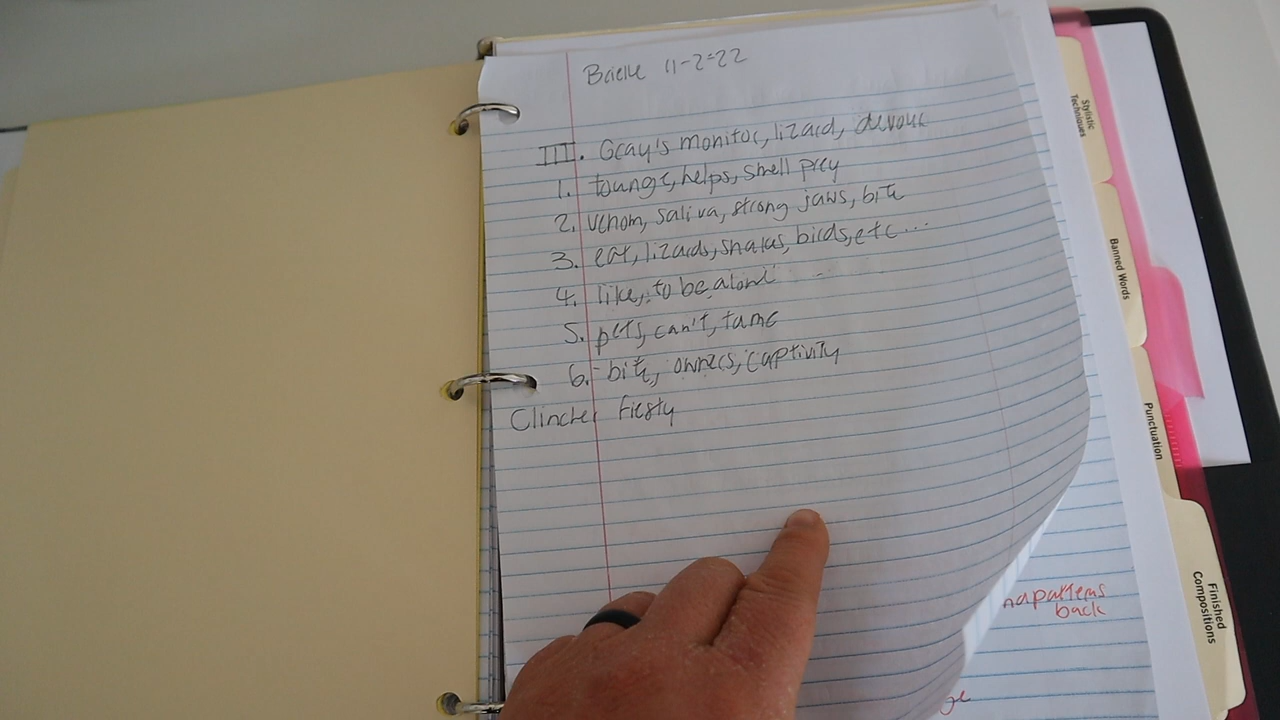 11-2-22
III. Gray's monitor, lizard, devour
1. tounge, helps, smell prey
2. venom, saliva, strong jaws, bite
3. eat, lizards, snakes, birds, etc...
4. like, to be, alone
5. pets, can't, tame
6. bite, owners, captivity
Clincher fiesty
Stylistic
Techniques
Banned Words
Punctuation
Finished
Compositions
back